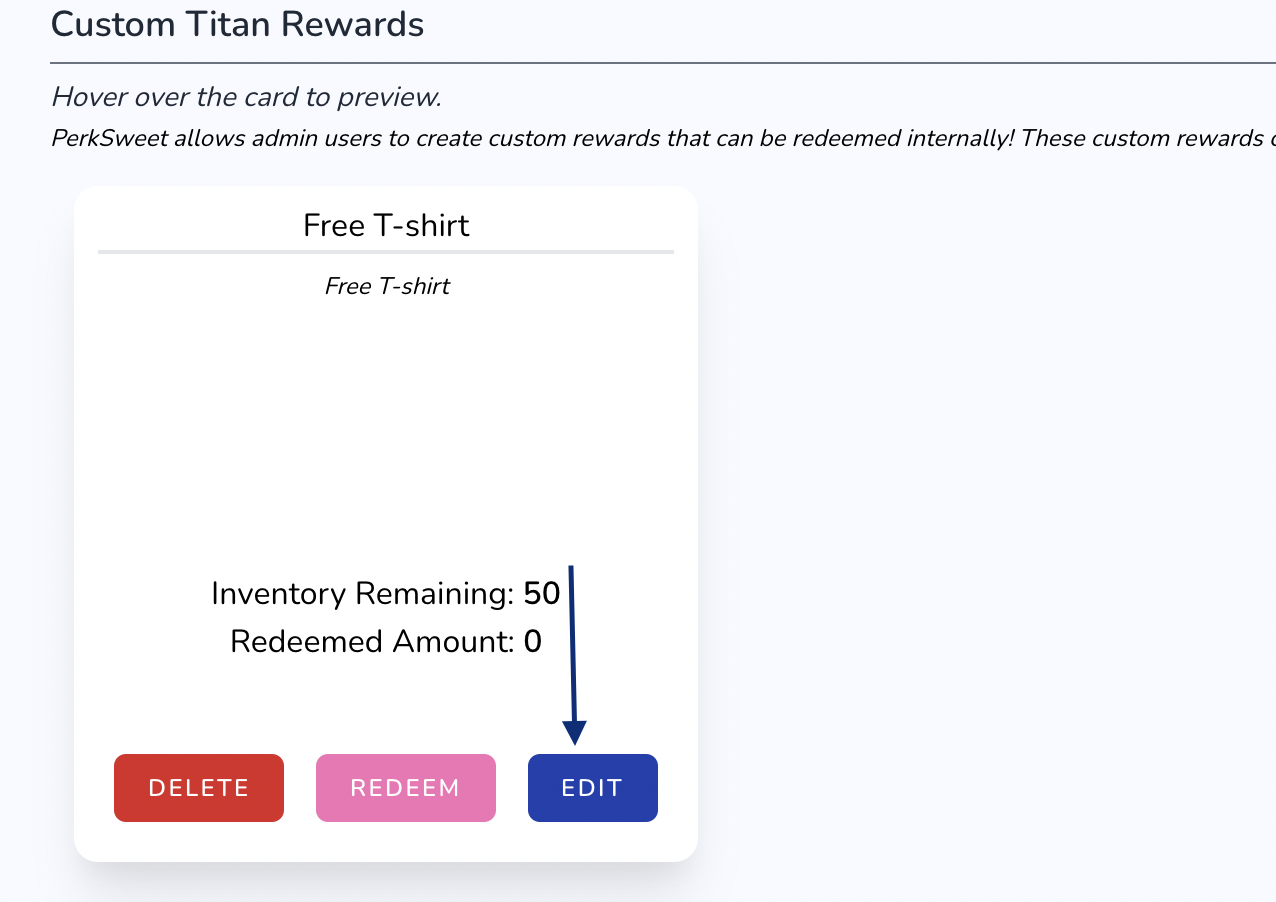 Custom Titan Rewards
Hover over the card to preview.
PerkSweet allows admin users to create custom rewards that can be redeemed internally! These custom rewards
Free T-shirt
Free T-shirt
Inventory Remaining: 50
Redeemed Amount: 0
DELETE REDEEM EDIT